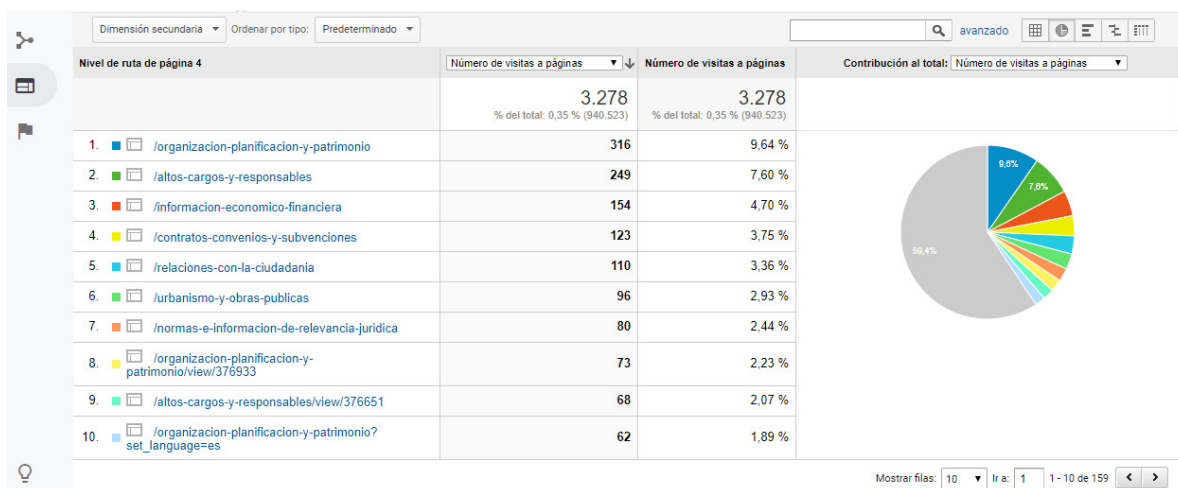 Dimensión secundaria Ordenar por tipo: Predeterminado avanzado
Nivel de ruta de página 4 Número de visitas a páginas Número de visitas a páginas Contribución al total: Número de visitas a páginas
3.278 3.278
% del total: 0,35 % (940.523) % del total: 0,35 % (940.523)
1. /organizacion-planificacion-y-patrimonio 316 9,64 %
2. /altos-cargos-y-responsables 249 7,60 %
3. /informacion-economico-financiera 154 4,70 %
4. /contratos-convenios-y-subvenciones 123 3,75 %
5. /relaciones-con-la-ciudadania 110 3,36 %
6. /urbanismo-y-obras-publicas 96 2,93 %
7. /normas-e-informacion-de-relevancia-juridica 80 2,44 %
8. /organizacion-planificacion-y-
patrimonio/view/376933 73 2,23 %
9. /altos-cargos-y-responsables/view/376651 68 2,07 %
10. /organizacion-planificacion-y-patrimonio?
set_language=es 62 1,89 %
9,6%
7,6%
59,4%
Mostrar filas: 10 Ir a: 1 1 - 10 de 159